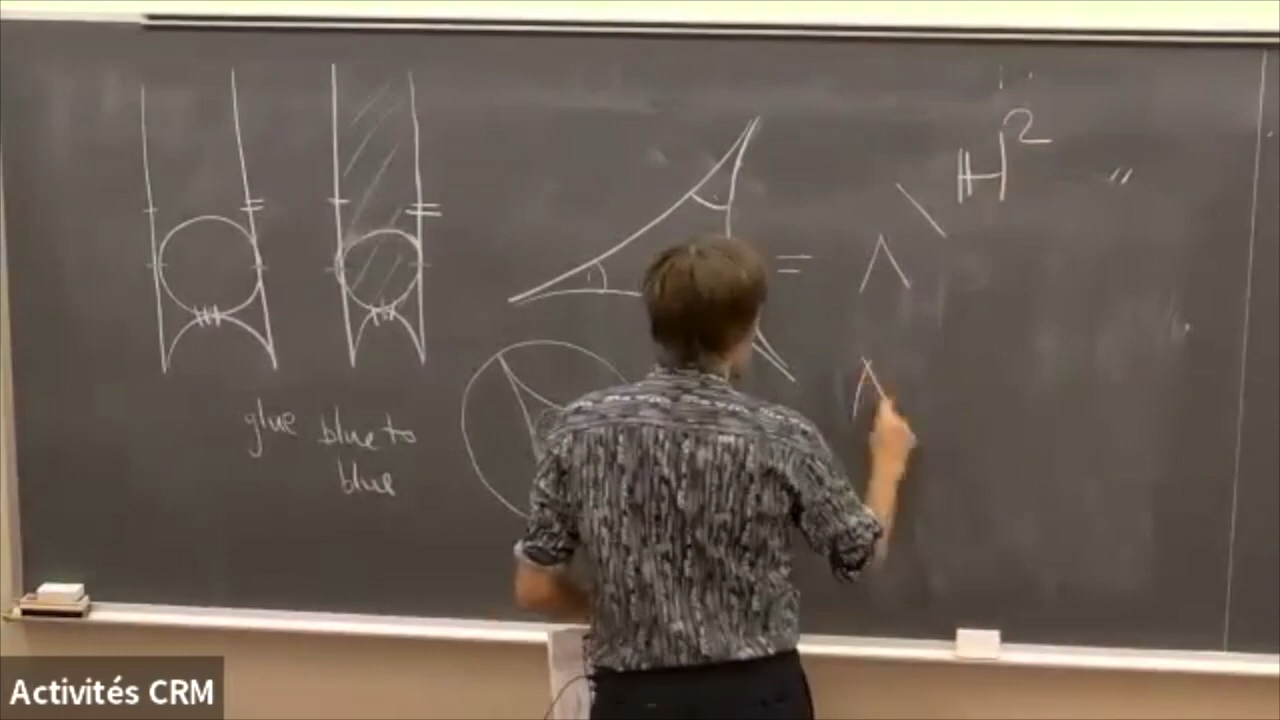 glue blue to
blue
=
H²
Activités CRM